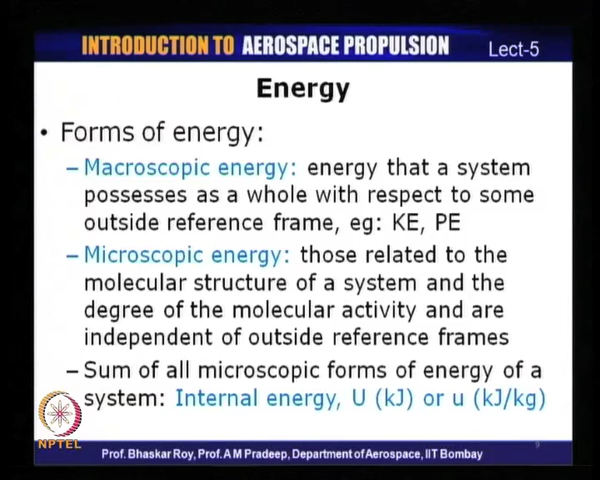 INTRODUCTION TO AEROSPACE PROPULSION Lect-5
Energy
• Forms of energy:
– Macroscopic energy: energy that a system
possesses as a whole with respect to some
outside reference frame, eg: KE, PE
– Microscopic energy: those related to the
molecular structure of a system and the
degree of the molecular activity and are
independent of outside reference frames
– Sum of all microscopic forms of energy of a
system: Internal energy, U (kJ) or u (kJ/kg)
NPTEL
9
Prof. Bhaskar Roy, Prof. A M Pradeep, Department of Aerospace, IIT Bombay